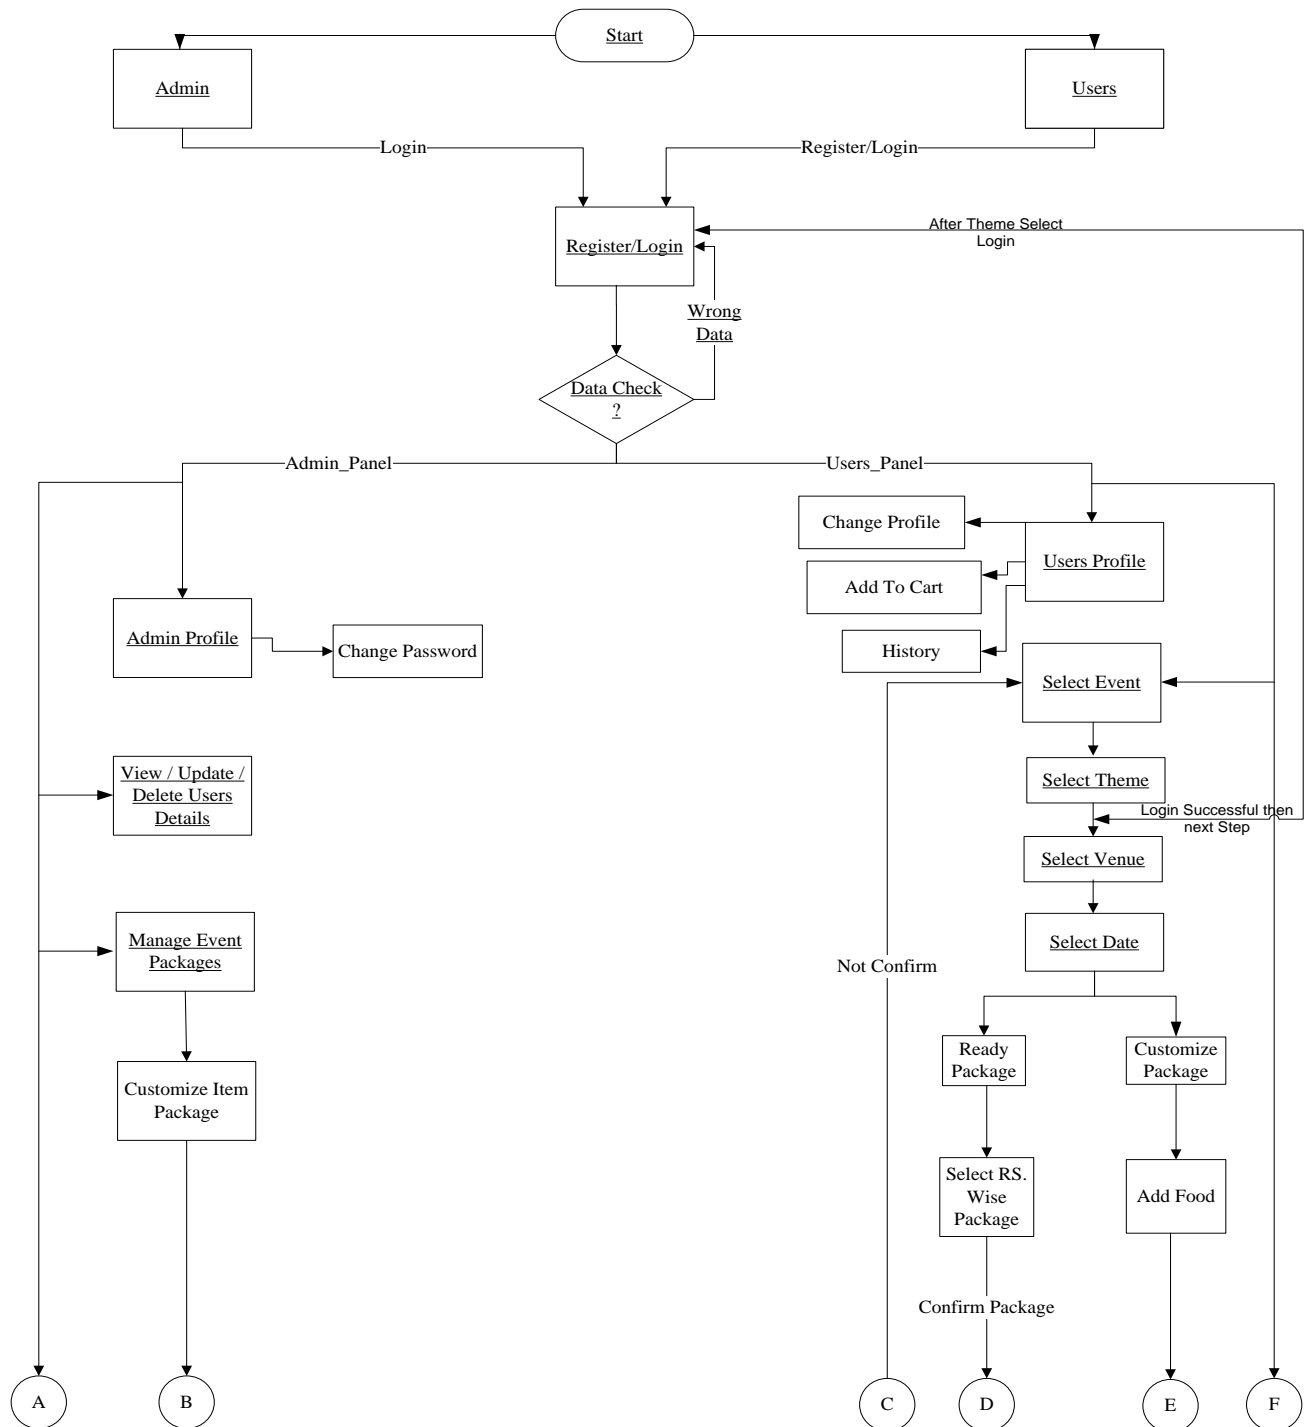 Start
Admin
Users
Login
Register/Login
Register/Login
After Theme Select
Login
Wrong
Data
Data Check
?
Admin_Panel
Users_Panel
Change Profile
Users Profile
Add To Cart
History
Admin Profile
Change Password
Select Event
Select Theme
View / Update /
Delete Users
Details
Login Successful then
next Step
Select Venue
Manage Event
Packages
Select Date
Not Confirm
Ready
Package
Customize
Package
Customize Item
Package
Select RS.
Wise
Package
Add Food
Confirm Package
A
B
C
D
E
F